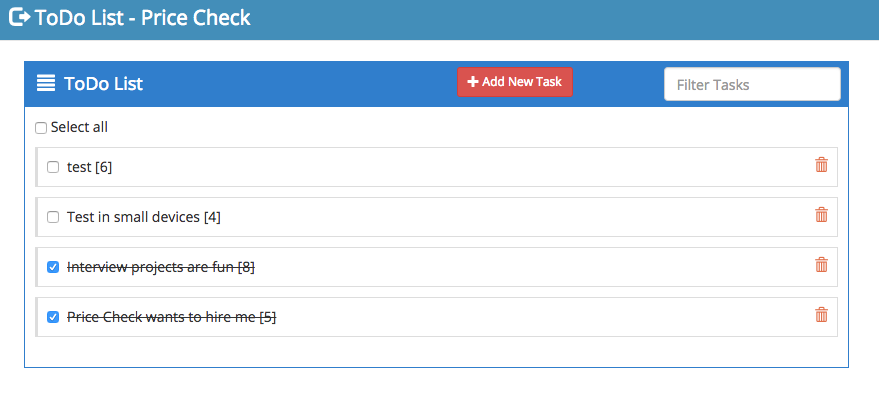 ToDo List - Price Check
ToDo List
Add New Task
Filter Tasks
Select all
test [6]
Test in small devices [4]
Interview projects are fun [8]
Price Check wants to hire me [5]